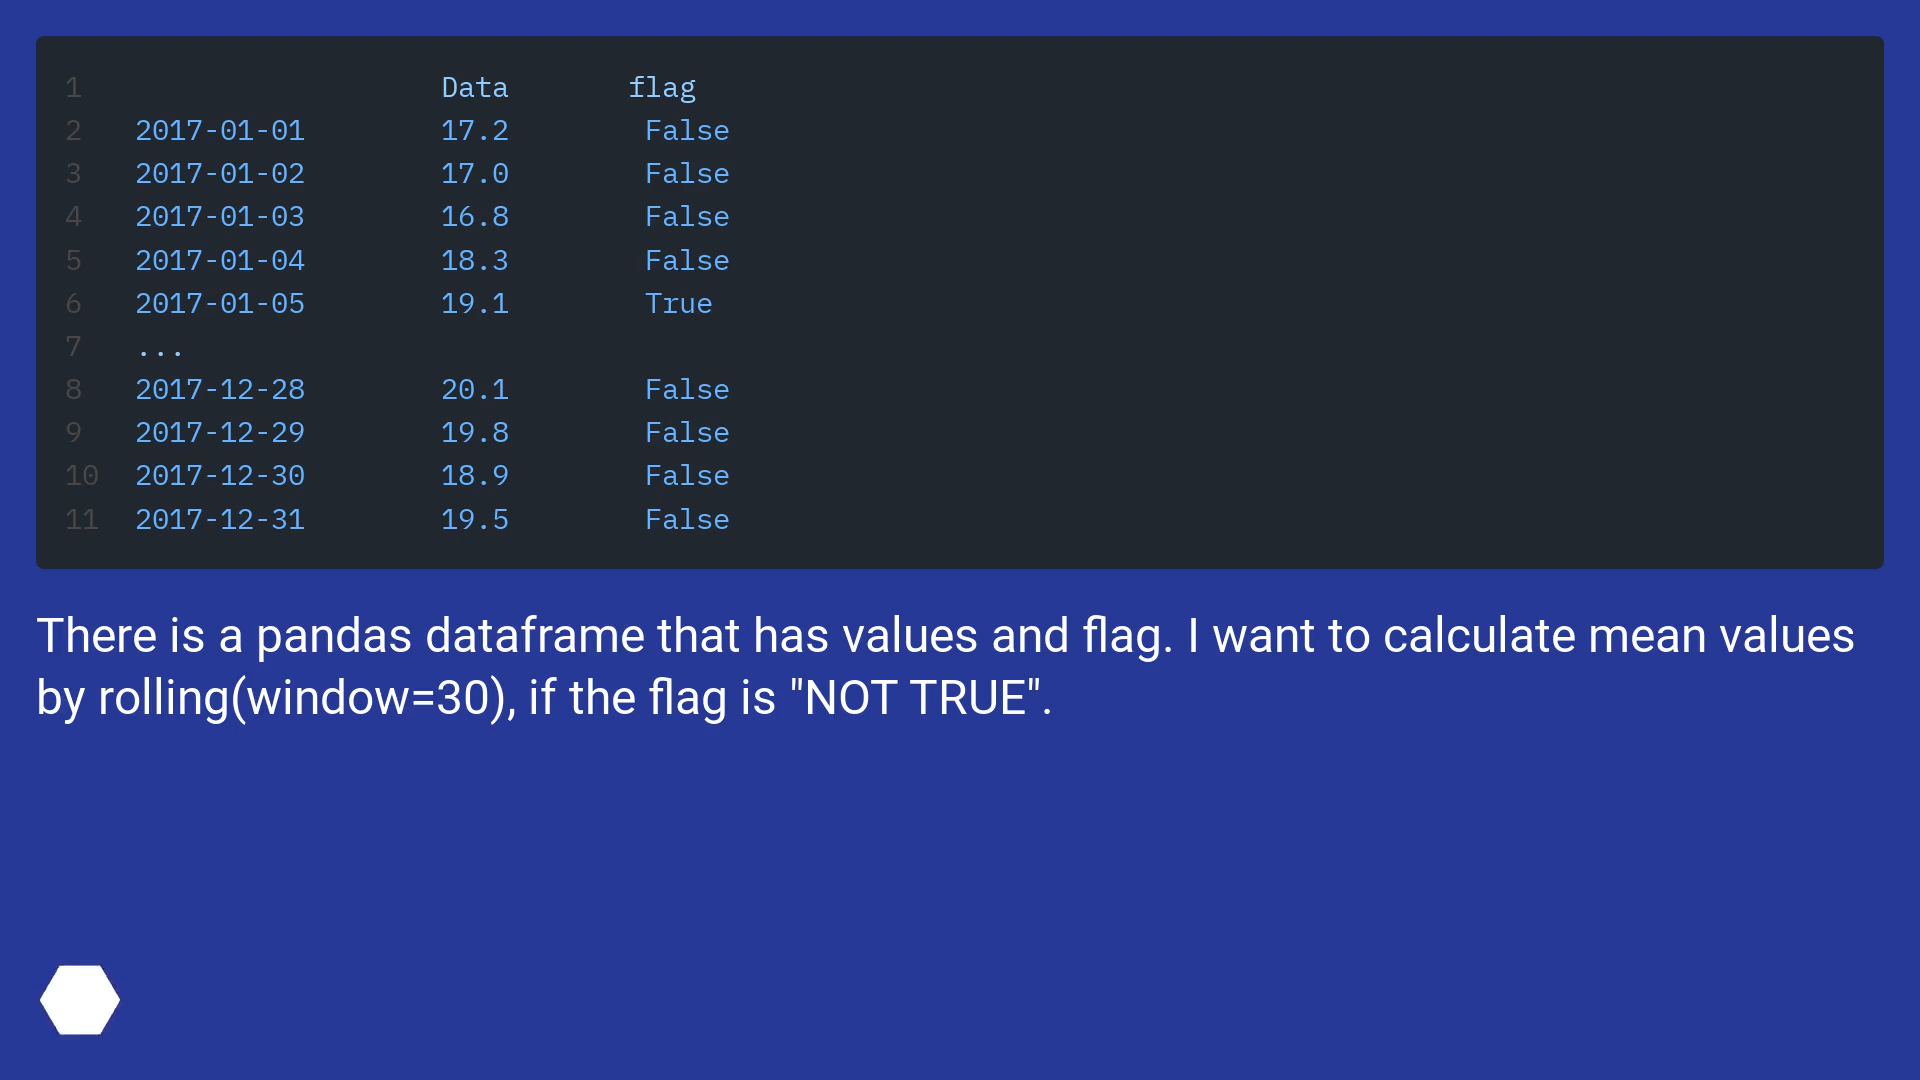 1 Data flag
2 2017-01-01 17.2 False
3 2017-01-02 17.0 False
4 2017-01-03 16.8 False
5 2017-01-04 18.3 False
6 2017-01-05 19.1 True
7 ...
8 2017-12-28 20.1 False
9 2017-12-29 19.8 False
10 2017-12-30 18.9 False
11 2017-12-31 19.5 False
There is a pandas dataframe that has values and flag. I want to calculate mean values
by rolling(window=30), if the flag is "NOT TRUE".